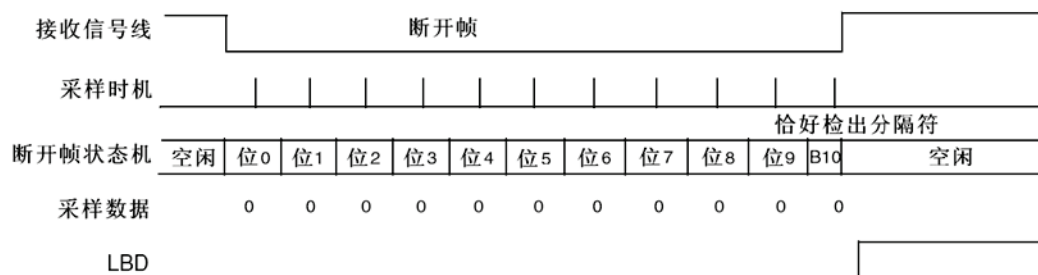 接收信号线 断开帧
采样时机
恰好检出分隔符
断开帧状态机 空闲 位0 位1 位2 位3 位4 位5 位6 位7 位8 位9 B10 空闲
采样数据 0 0 0 0 0 0 0 0 0 0 0
LBD